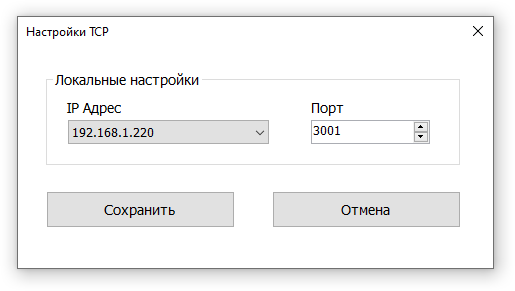 Настройки TCP
Локальные настройки
IP Адрес
Порт
192.168.1.220
3001
Сохранить
Отмена